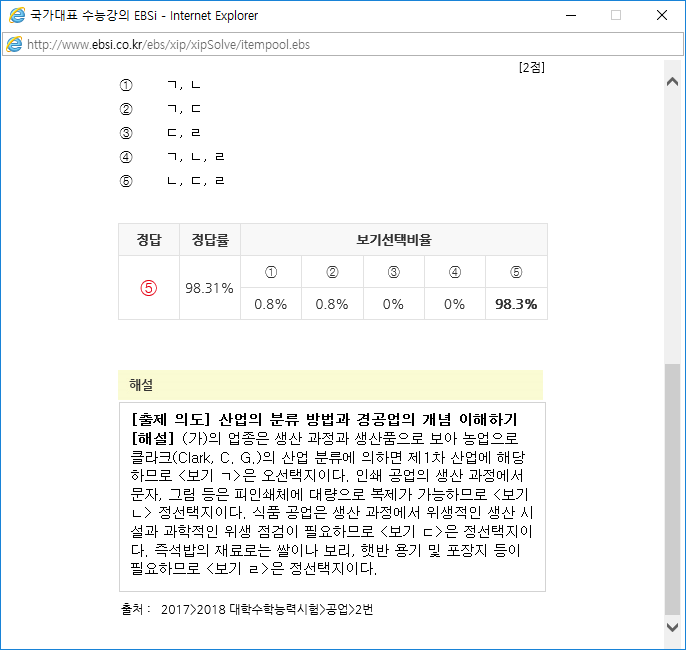 국가대표 수능강의 EBSi - Internet Explorer
http://www.ebsi.co.kr/ebs/xip/xipSolve/itempool.ebs
[2점]
① ㄱ, ㄴ
② ㄱ, ㄷ
③ ㄷ, ㄹ
④ ㄱ, ㄴ, ㄹ
⑤ ㄴ, ㄷ, ㄹ
정답 정답률 보기선택비율
① ② ③ ④ ⑤
⑤ 98.31%
0.8% 0.8% 0% 0% 98.3%
해설
[출제 의도] 산업의 분류 방법과 경공업의 개념 이해하기
[해설] (가)의 업종은 생산 과정과 생산품으로 보아 농업으로
클라크(Clark, C. G.)의 산업 분류에 의하면 제1차 산업에 해당
하므로 <보기 ㄱ>은 오선택지이다. 인쇄 공업의 생산 과정에서
문자, 그림 등은 피인쇄체에 대량으로 복제가 가능하므로 <보기
ㄴ> 정선택지이다. 식품 공업은 생산 과정에서 위생적인 생산 시
설과 과학적인 위생 점검이 필요하므로 <보기 ㄷ>은 정선택지이
다. 즉석밥의 재료로는 쌀이나 보리, 햇반 용기 및 포장지 등이
필요하므로 <보기 ㄹ>은 정선택지이다.
출처 : 2017>2018 대학수학능력시험>공업>2번